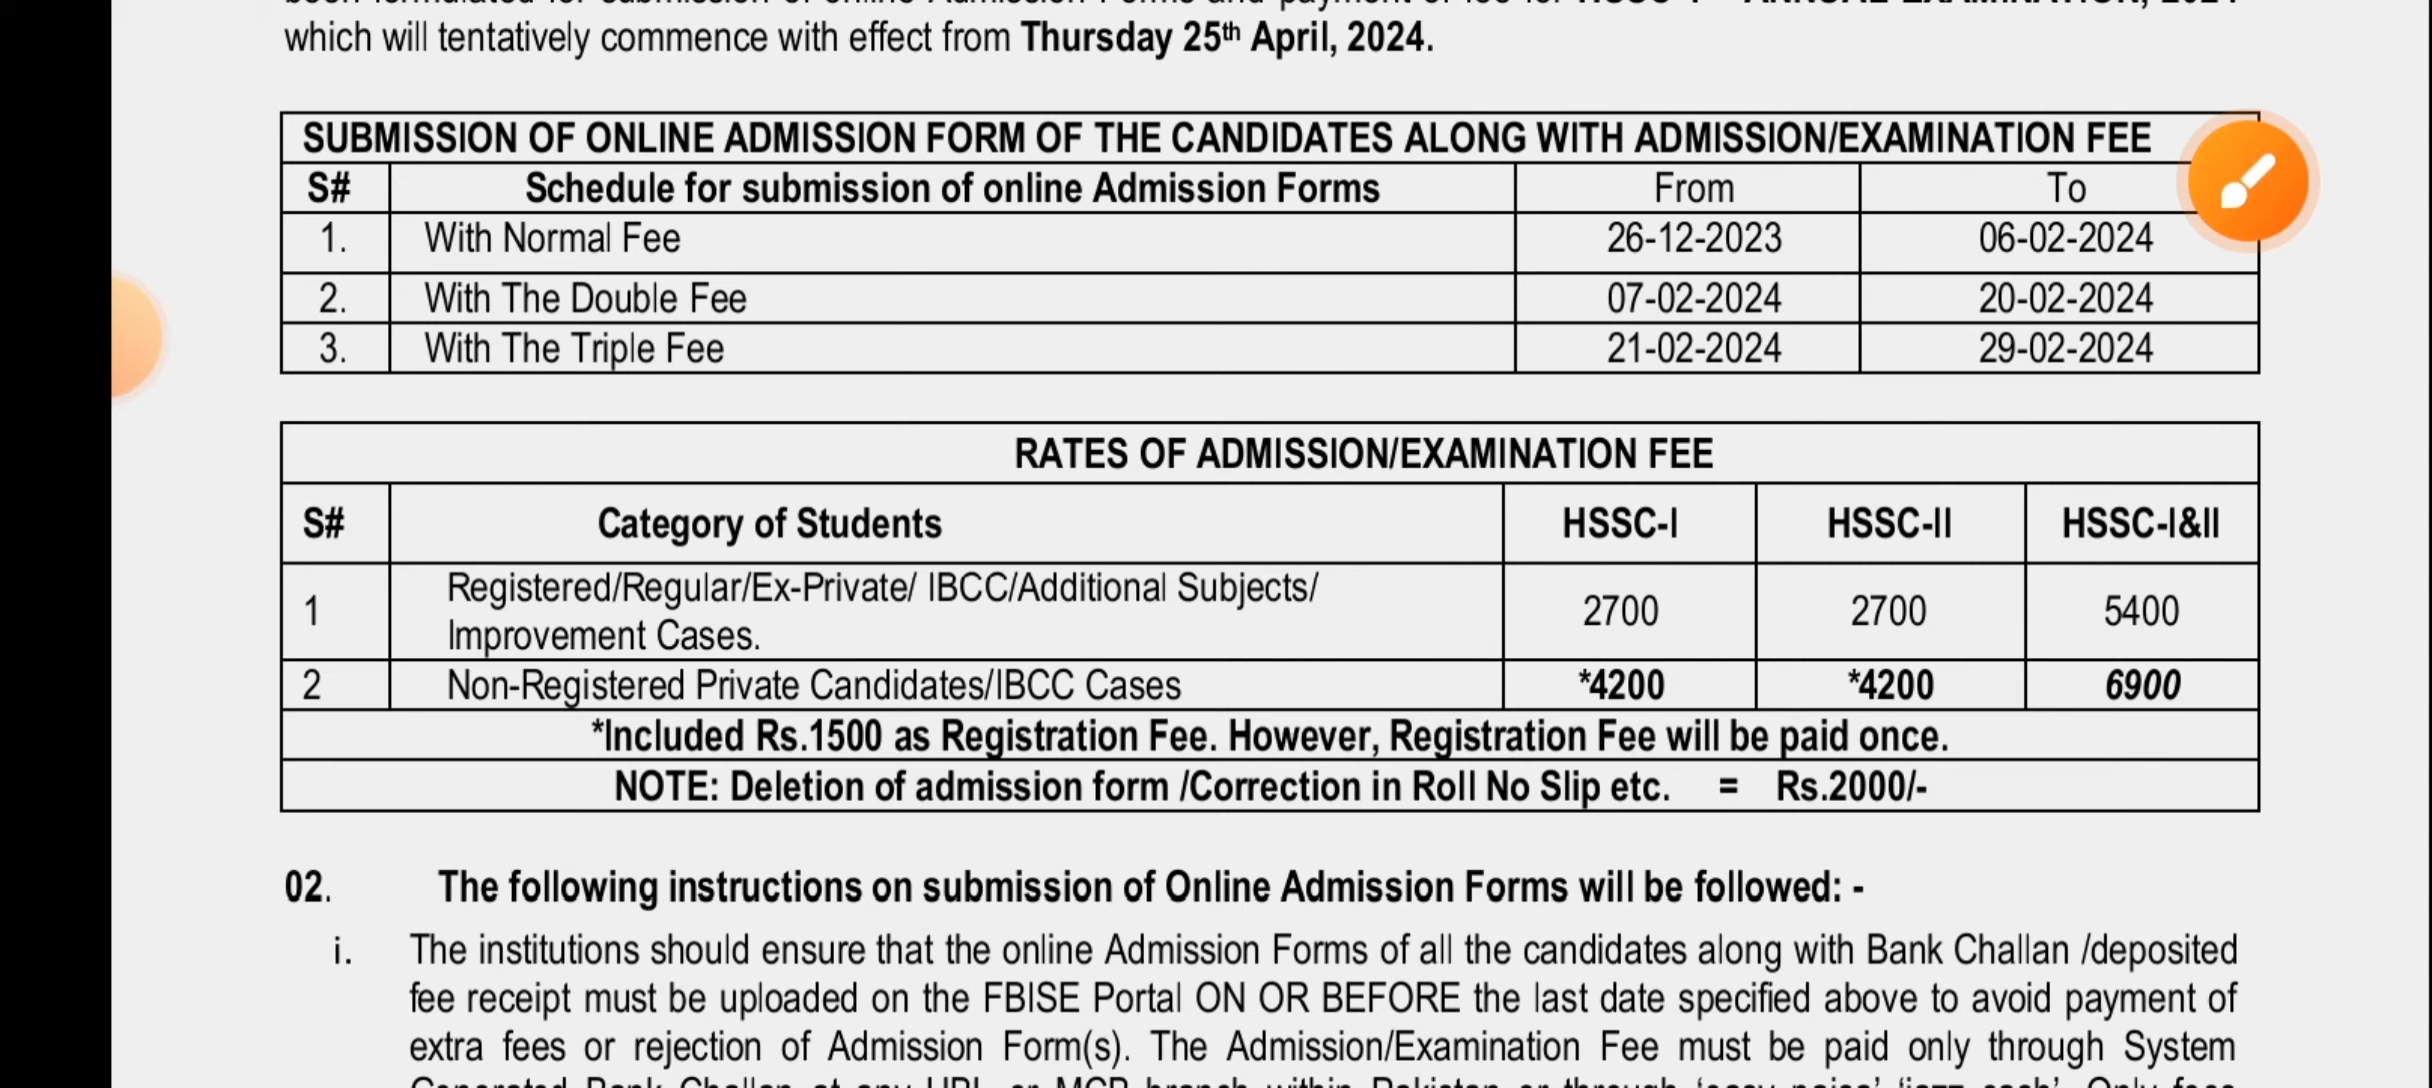 which will tentatively commence with effect from Thursday 25th April, 2024.
SUBMISSION OF ONLINE ADMISSION FORM OF THE CANDIDATES ALONG WITH ADMISSION/EXAMINATION FEE
S# Schedule for submission of online Admission Forms From To
1. With Normal Fee 26-12-2023 06-02-2024
2. With The Double Fee 07-02-2024 20-02-2024
3. With The Triple Fee 21-02-2024 29-02-2024
RATES OF ADMISSION/EXAMINATION FEE
S# Category of Students HSSC-I HSSC-II HSSC-I&II
1 Registered/Regular/Ex-Private/ IBCC/Additional Subjects/
Improvement Cases. 2700 2700 5400
2 Non-Registered Private Candidates/IBCC Cases *4200 *4200 6900
*Included Rs.1500 as Registration Fee. However, Registration Fee will be paid once.
NOTE: Deletion of admission form /Correction in Roll No Slip etc. = Rs.2000/-
02. The following instructions on submission of Online Admission Forms will be followed: -
i. The institutions should ensure that the online Admission Forms of all the candidates along with Bank Challan /deposited
fee receipt must be uploaded on the FBISE Portal ON OR BEFORE the last date specified above to avoid payment of
extra fees or rejection of Admission Form(s). The Admission/Examination Fee must be paid only through System